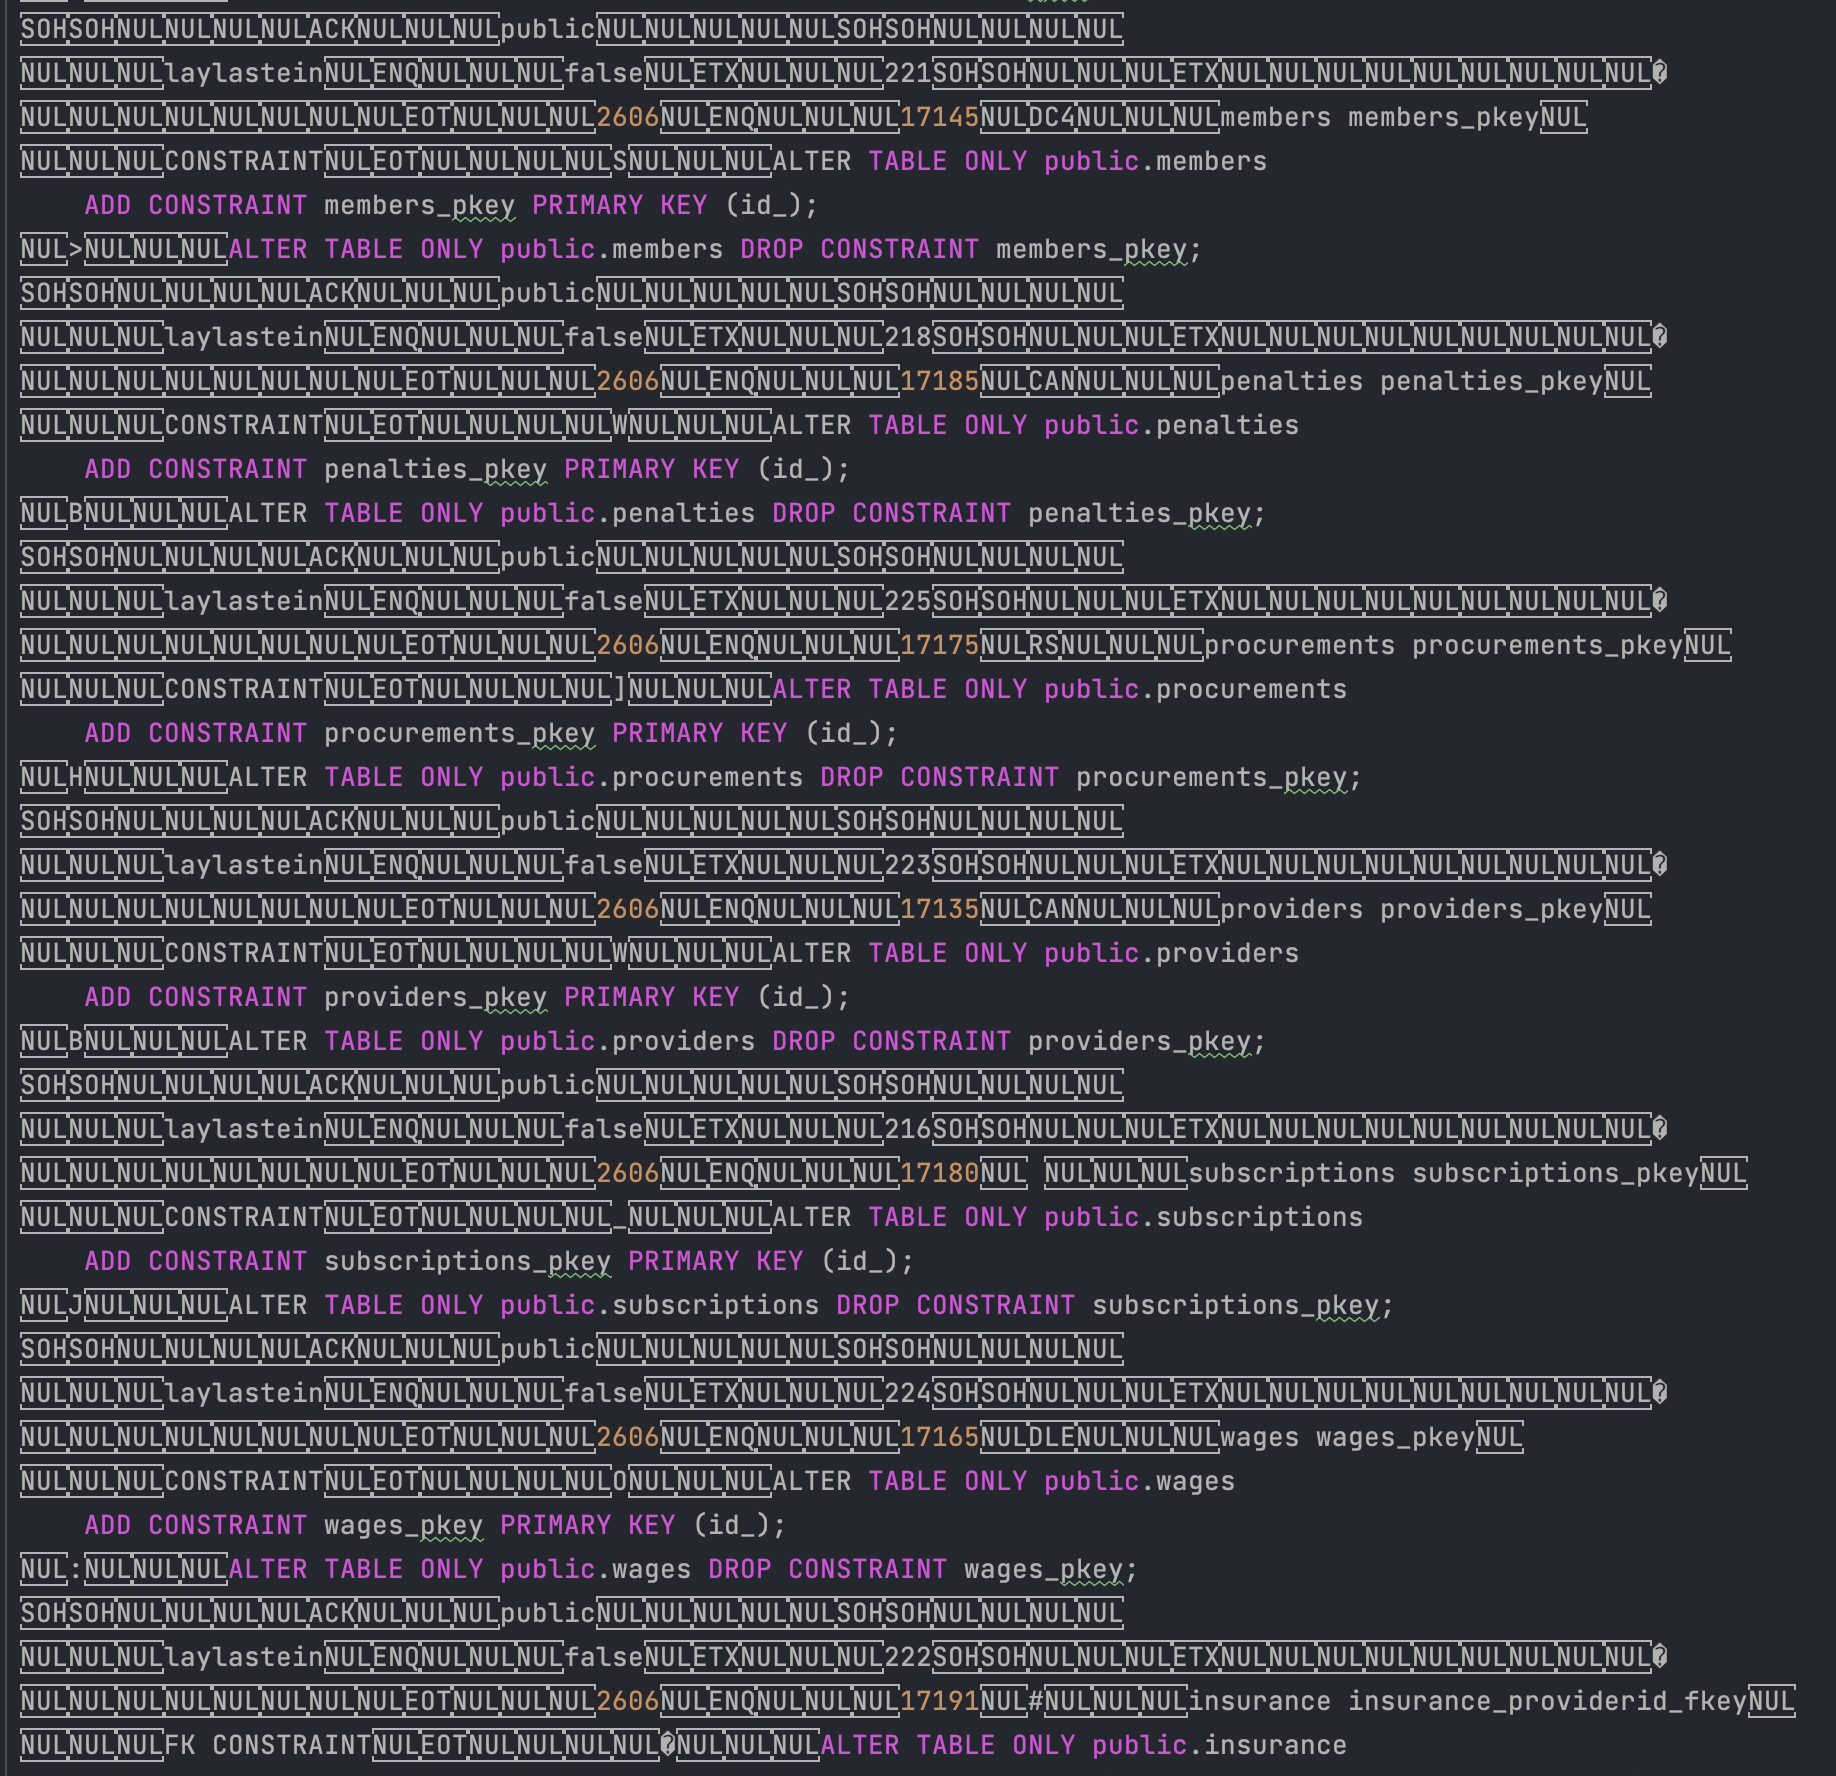 SOHSOHNULNULNULNULACKNULNULNULpublicNULNULNULNULNULSOHSOHNULNULNULNUL
NULNULNULlaylasteinNULENQNULNULNULfalseNULETXNULNULNUL221SOHSOHNULNULNULETXNULNULNULNULNULNULNULNULNUL�
NULNULNULNULNULNULNULNULEOTNULNULNUL2606NULENQNULNULNUL17145NULDC4NULNULNULmembers members_pkeyNUL
NULNULNULCONSTRAINTNULEOTNULNULNULNULSNULNULNULALTER TABLE ONLY public.members
    ADD CONSTRAINT members_pkey PRIMARY KEY (id_);
NUL>NULNULNULALTER TABLE ONLY public.members DROP CONSTRAINT members_pkey;
SOHSOHNULNULNULNULACKNULNULNULpublicNULNULNULNULNULSOHSOHNULNULNULNUL
NULNULNULlaylasteinNULENQNULNULNULfalseNULETXNULNULNUL218SOHSOHNULNULNULETXNULNULNULNULNULNULNULNULNUL�
NULNULNULNULNULNULNULNULEOTNULNULNUL2606NULENQNULNULNUL17185NULCANNULNULNULpenalties penalties_pkeyNUL
NULNULNULCONSTRAINTNULEOTNULNULNULNULWNULNULNULALTER TABLE ONLY public.penalties
    ADD CONSTRAINT penalties_pkey PRIMARY KEY (id_);
NULBNULNULNULALTER TABLE ONLY public.penalties DROP CONSTRAINT penalties_pkey;
SOHSOHNULNULNULNULACKNULNULNULpublicNULNULNULNULNULSOHSOHNULNULNULNUL
NULNULNULlaylasteinNULENQNULNULNULfalseNULETXNULNULNUL225SOHSOHNULNULNULETXNULNULNULNULNULNULNULNULNUL�
NULNULNULNULNULNULNULNULEOTNULNULNUL2606NULENQNULNULNUL17175NULRSNULNULNULprocurements procurements_pkeyNUL
NULNULNULCONSTRAINTNULEOTNULNULNULNUL]NULNULNULALTER TABLE ONLY public.procurements
    ADD CONSTRAINT procurements_pkey PRIMARY KEY (id_);
NULHNULNULNULALTER TABLE ONLY public.procurements DROP CONSTRAINT procurements_pkey;
SOHSOHNULNULNULNULACKNULNULNULpublicNULNULNULNULNULSOHSOHNULNULNULNUL
NULNULNULlaylasteinNULENQNULNULNULfalseNULETXNULNULNUL223SOHSOHNULNULNULETXNULNULNULNULNULNULNULNULNUL�
NULNULNULNULNULNULNULNULEOTNULNULNUL2606NULENQNULNULNUL17135NULCANNULNULNULproviders providers_pkeyNUL
NULNULNULCONSTRAINTNULEOTNULNULNULNULWNULNULNULALTER TABLE ONLY public.providers
    ADD CONSTRAINT providers_pkey PRIMARY KEY (id_);
NULBNULNULNULALTER TABLE ONLY public.providers DROP CONSTRAINT providers_pkey;
SOHSOHNULNULNULNULACKNULNULNULpublicNULNULNULNULNULSOHSOHNULNULNULNUL
NULNULNULlaylasteinNULENQNULNULNULfalseNULETXNULNULNUL216SOHSOHNULNULNULETXNULNULNULNULNULNULNULNULNUL�
NULNULNULNULNULNULNULNULEOTNULNULNUL2606NULENQNULNULNUL17180NUL NULNULNULsubscriptions subscriptions_pkeyNUL
NULNULNULCONSTRAINTNULEOTNULNULNULNUL_NULNULNULALTER TABLE ONLY public.subscriptions
    ADD CONSTRAINT subscriptions_pkey PRIMARY KEY (id_);
NULJNULNULNULALTER TABLE ONLY public.subscriptions DROP CONSTRAINT subscriptions_pkey;
SOHSOHNULNULNULNULACKNULNULNULpublicNULNULNULNULNULSOHSOHNULNULNULNUL
NULNULNULlaylasteinNULENQNULNULNULfalseNULETXNULNULNUL224SOHSOHNULNULNULETXNULNULNULNULNULNULNULNULNUL�
NULNULNULNULNULNULNULNULEOTNULNULNUL2606NULENQNULNULNUL17165NULDLENULNULNULwages wages_pkeyNUL
NULNULNULCONSTRAINTNULEOTNULNULNULNULONULNULNULALTER TABLE ONLY public.wages
    ADD CONSTRAINT wages_pkey PRIMARY KEY (id_);
NUL:NULNULNULALTER TABLE ONLY public.wages DROP CONSTRAINT wages_pkey;
SOHSOHNULNULNULNULACKNULNULNULpublicNULNULNULNULNULSOHSOHNULNULNULNUL
NULNULNULlaylasteinNULENQNULNULNULfalseNULETXNULNULNUL222SOHSOHNULNULNULETXNULNULNULNULNULNULNULNULNUL�
NULNULNULNULNULNULNULNULEOTNULNULNUL2606NULENQNULNULNUL17191NUL#NULNULNULinsurance insurance_providerid_fkeyNUL
NULNULNULFK CONSTRAINTNULEOTNULNULNULNUL�NULNULNULALTER TABLE ONLY public.insurance